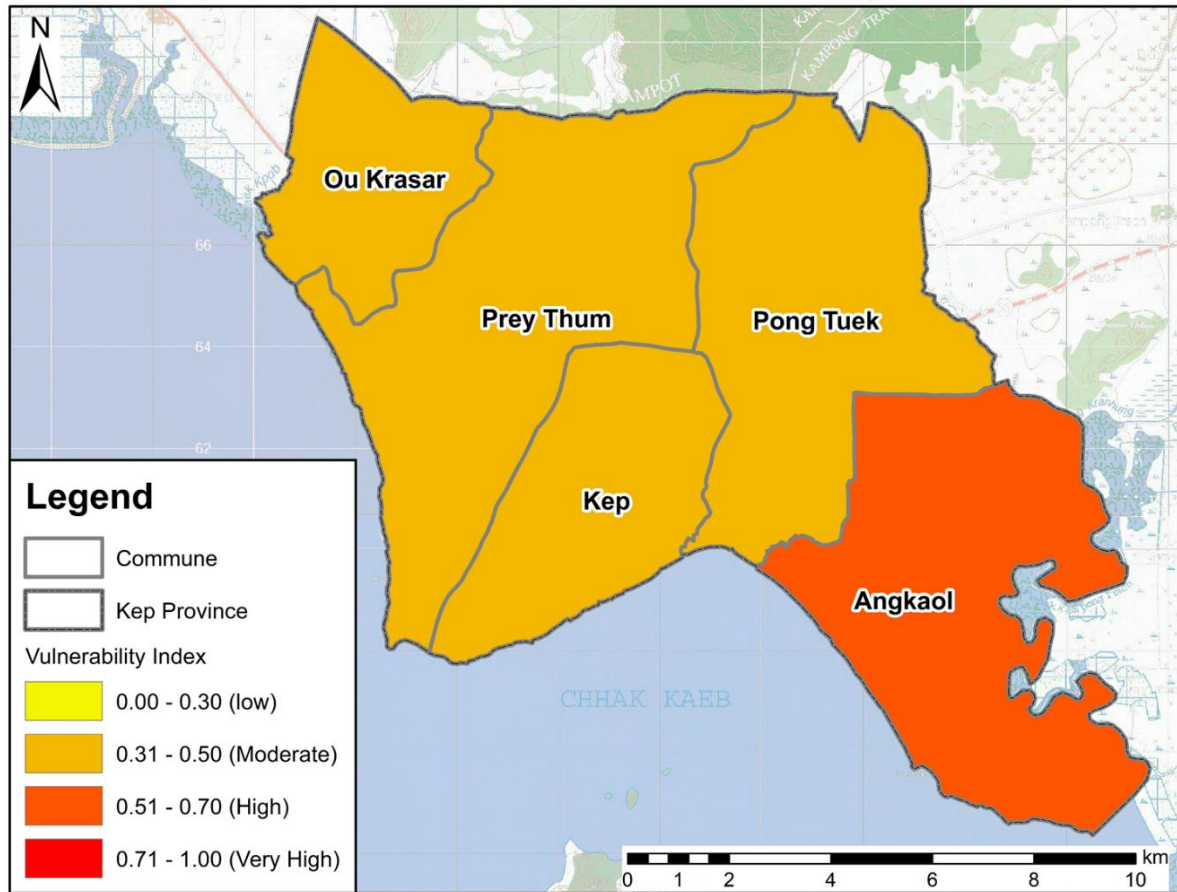 N
KAMPOT
KAMPONG TRAC
Ou Krasar
66
Prey Thum
Pong Tuek
64
62
Kep
Angkaol
CHHAK KAEB
Legend
Commune
Kep Province
Vulnerability Index
0.00 - 0.30 (low)
0.31 - 0.50 (Moderate)
0.51 - 0.70 (High)
0.71 - 1.00 (Very High)
km
0 1 2 4 6 8 10